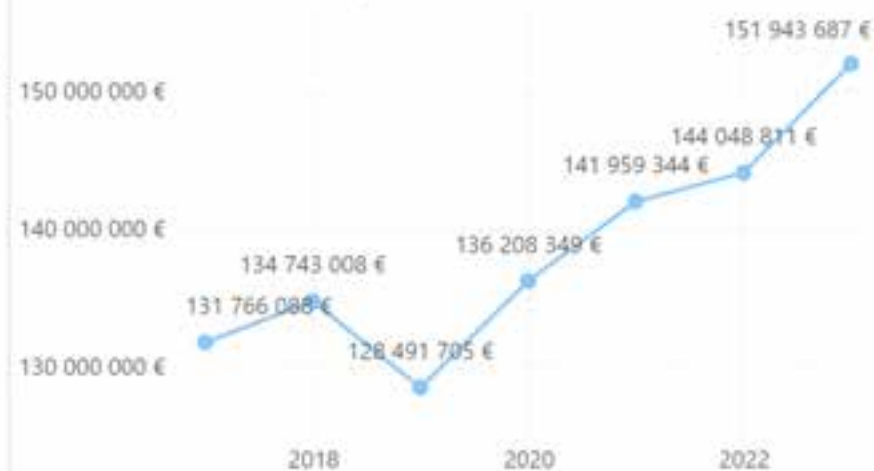 151 943 687 €
150 000 000 €
144 048 811 €
141 959 344 €
140 000 000 €
136 208 349 €
134 743 008 €
131 766 088 €
128 491 705 €
130 000 000 €
2018 2020 2022